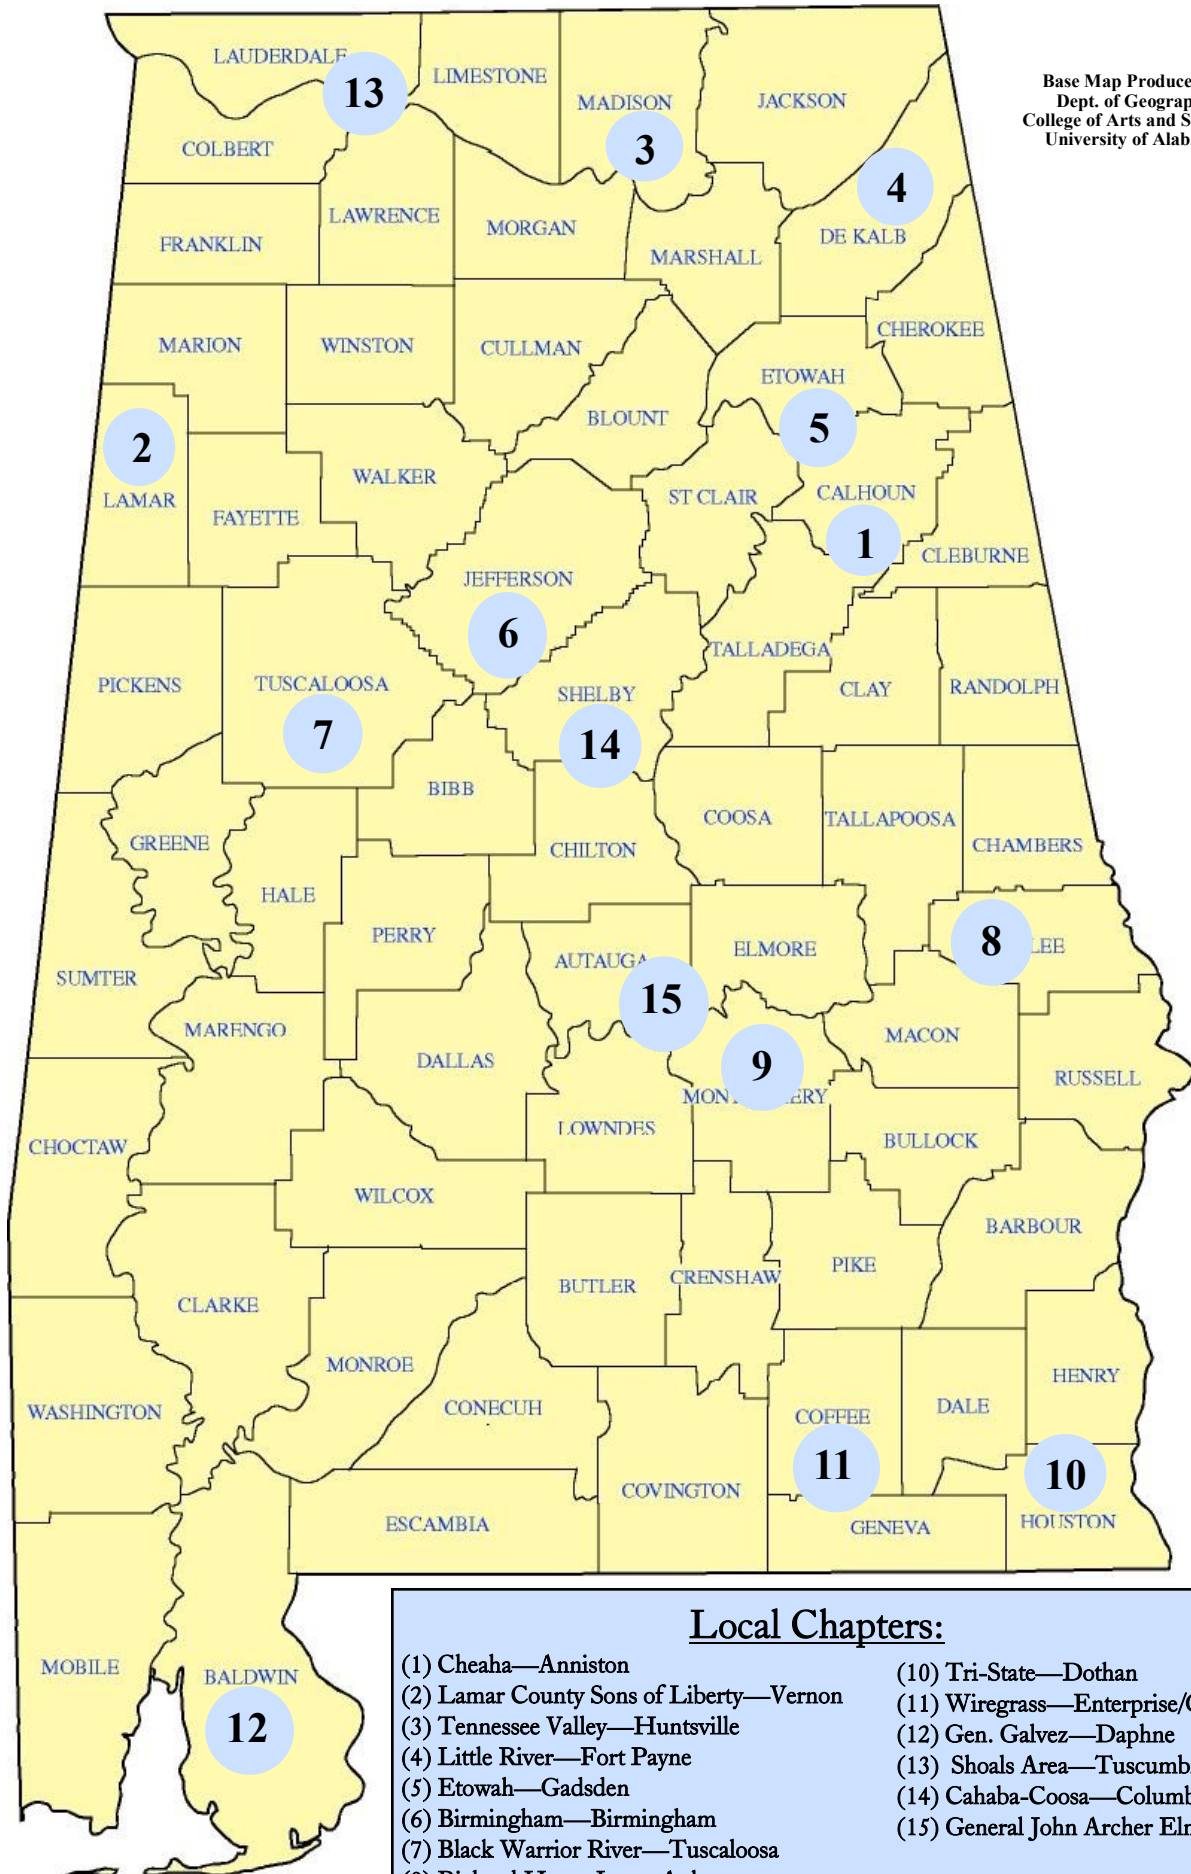 Base Map Produce
Dept. of Geograp
College of Arts and S
University of Alab
LAUDERDALE
13
LIMESTONE
MADISON
3
JACKSON
COLBERT
4
LAWRENCE
FRANKLIN
MORGAN
DE KALB
MARSHALL
MARION
WINSTON
CULLMAN
CHEROKEE
ETOWAH
BLOUNT
5
2
WALKER
LAMAR
FAYETTE
ST CLAIR
CALHOUN
1
CLEBURNE
JEFFERSON
6
TALLADEGA
PICKENS
TUSCALOOSA
SHELBY
CLAY
RANDOLPH
7
14
BIBB
COOSA
TALLAPOOSA
GREENE
CHILTON
CHAMBERS
HALE
PERRY
AUTAUGA
ELMORE
8
LEE
SUMTER
15
MARENGO
DALLAS
MACON
9
MONT ERY
RUSSELL
LOWNDES
BULLOCK
CHOCTAW
WILCOX
BARBOUR
PIKE
BUTLER
CRENSHAW
CLARKE
MONROE
HENRY
WASHINGTON
CONECUH
COFFEE
DALE
11
10
COVINGTON
ESCAMBIA
GENEVA
HOUSTON
MOBILE
BALDWIN
12
Local Chapters:
(1) Cheaha—Anniston
(2) Lamar County Sons of Liberty—Vernon
(3) Tennessee Valley—Huntsville
(4) Little River—Fort Payne
(5) Etowah—Gadsden
(6) Birmingham—Birmingham
(7) Black Warrior River—Tuscaloosa
(10) Tri-State—Dothan
(11) Wiregrass—Enterprise/
(12) Gen. Galvez—Daphne
(13) Shoals Area—Tuscumb
(14) Cahaba-Coosa—Columb
(15) General John Archer Eln